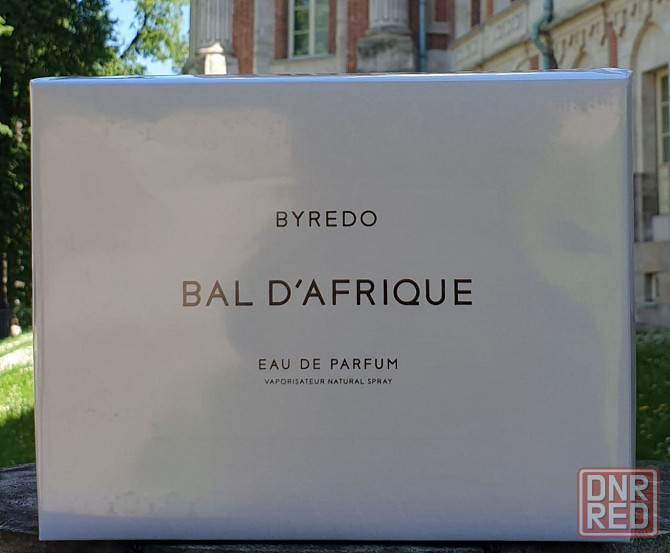 BYREDO
BAL D'AFRIQUE
EAU DE PARFUM
VAPORISATEUR NATURAL SPRAY
DNR
RED